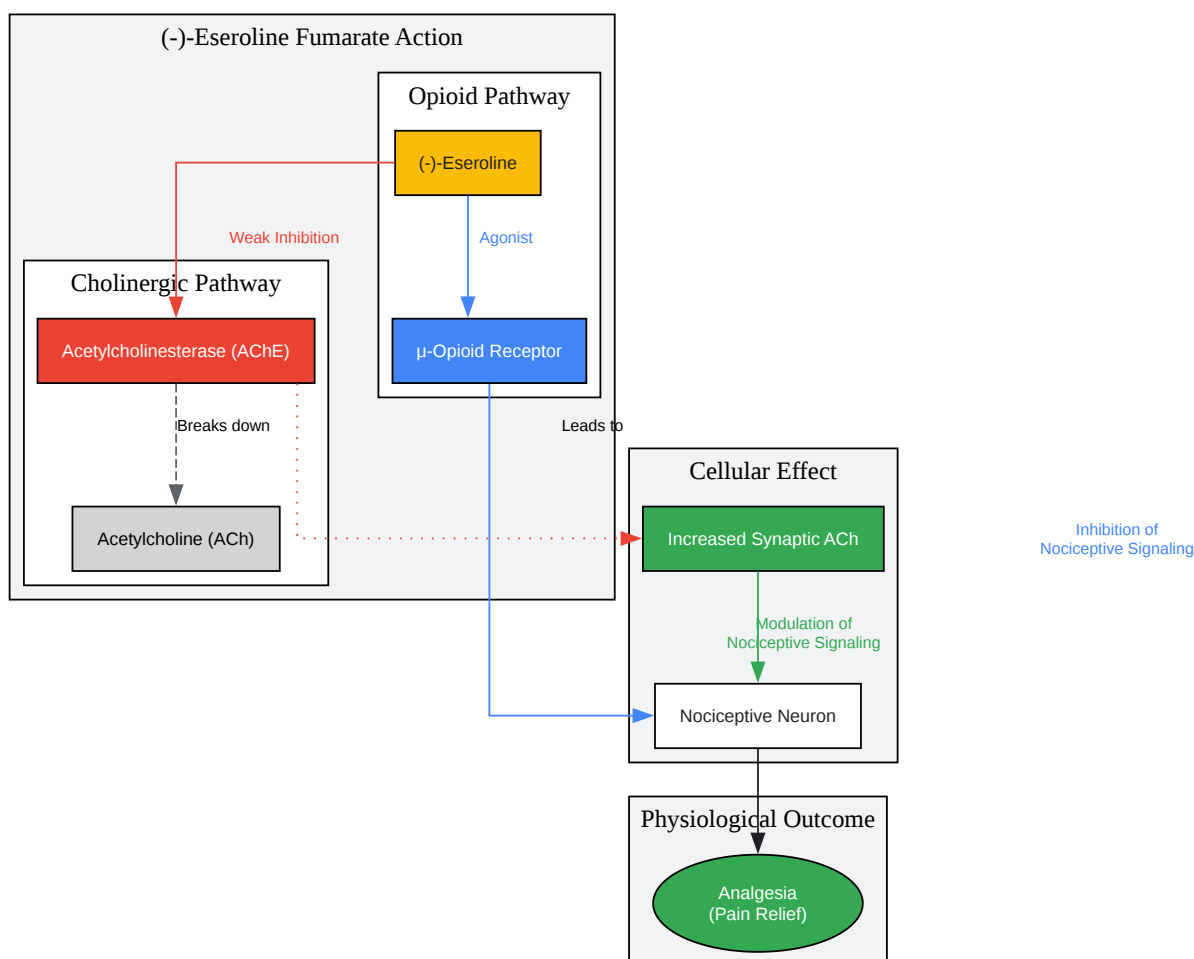 (-)-Eseroline Fumarate Action
Opioid Pathway
(-)-Eseroline
Weak Inhibition
Agonist
Cholinergic Pathway
Acetylcholinesterase (AChE)
μ-Opioid Receptor
Breaks down
Leads to
Cellular Effect
Acetylcholine (ACh)
Increased Synaptic ACh
Inhibition of
Nociceptive Signaling
Modulation of
Nociceptive Signaling
Nociceptive Neuron
Physiological Outcome
Analgesia
(Pain Relief)